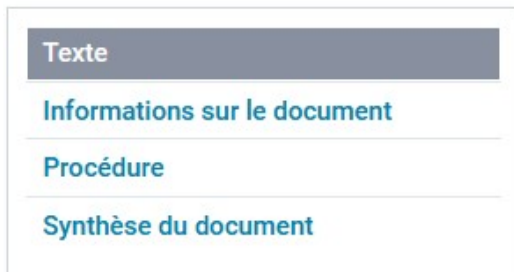 Texte
Informations sur le document
Procédure
Synthèse du document